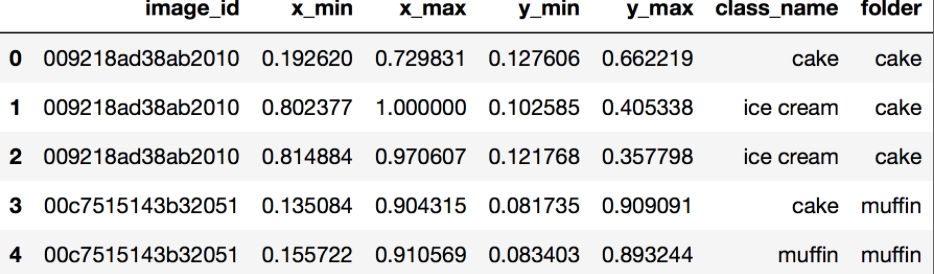 image_id x_min x_max y_min y_max class_name folder
0 009218ad38ab2010 0.192620 0.729831 0.127606 0.662219 cake cake
1 009218ad38ab2010 0.802377 1.000000 0.102585 0.405338 ice cream cake
2 009218ad38ab2010 0.814884 0.970607 0.121768 0.357798 ice cream cake
3 00c7515143b32051 0.135084 0.904315 0.081735 0.909091 cake muffin
4 00c7515143b32051 0.155722 0.910569 0.083403 0.893244 muffin muffin